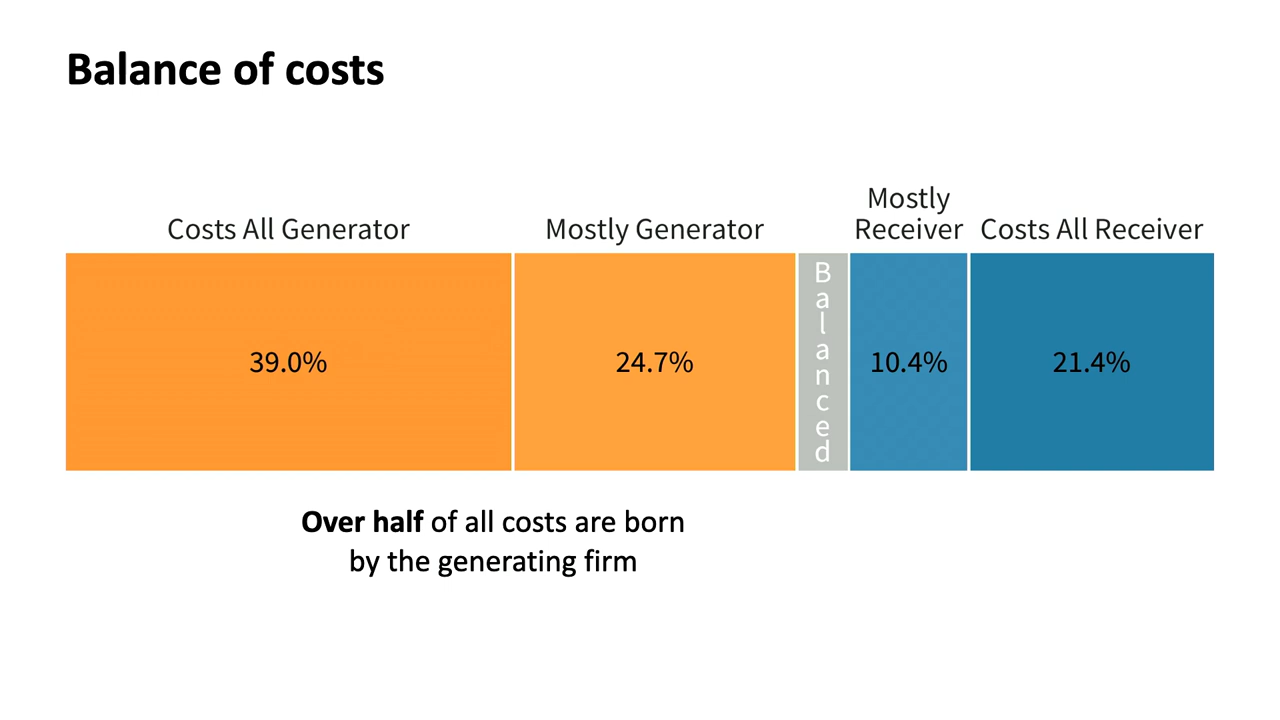 Balance of costs
Costs All Generator
Mostly Generator
Mostly
Receiver
Costs All Receiver
39.0%
24.7%
Balanced
10.4%
21.4%
Over half of all costs are born
by the generating firm